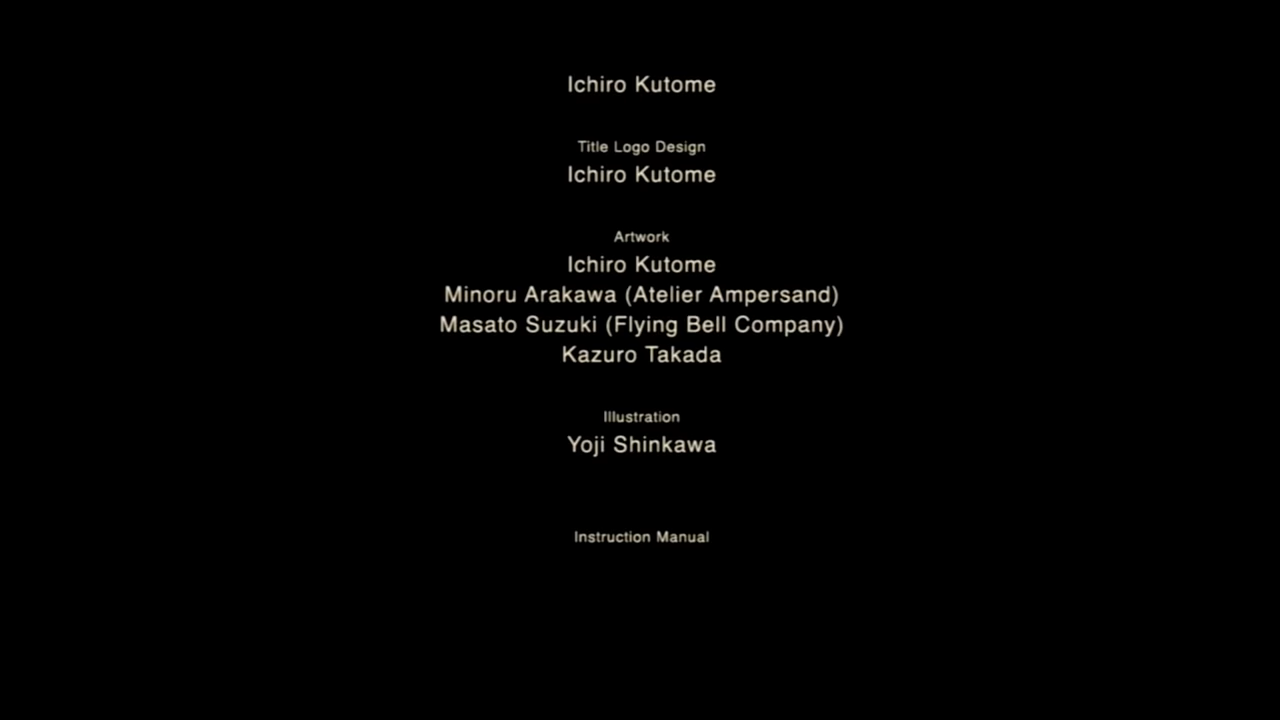 Ichiro Kutome
Title Logo Design
Ichiro Kutome
Artwork
Ichiro Kutome
Minoru Arakawa (Atelier Ampersand)
Masato Suzuki (Flying Bell Company)
Kazuro Takada
Illustration
Yoji Shinkawa
Instruction Manual